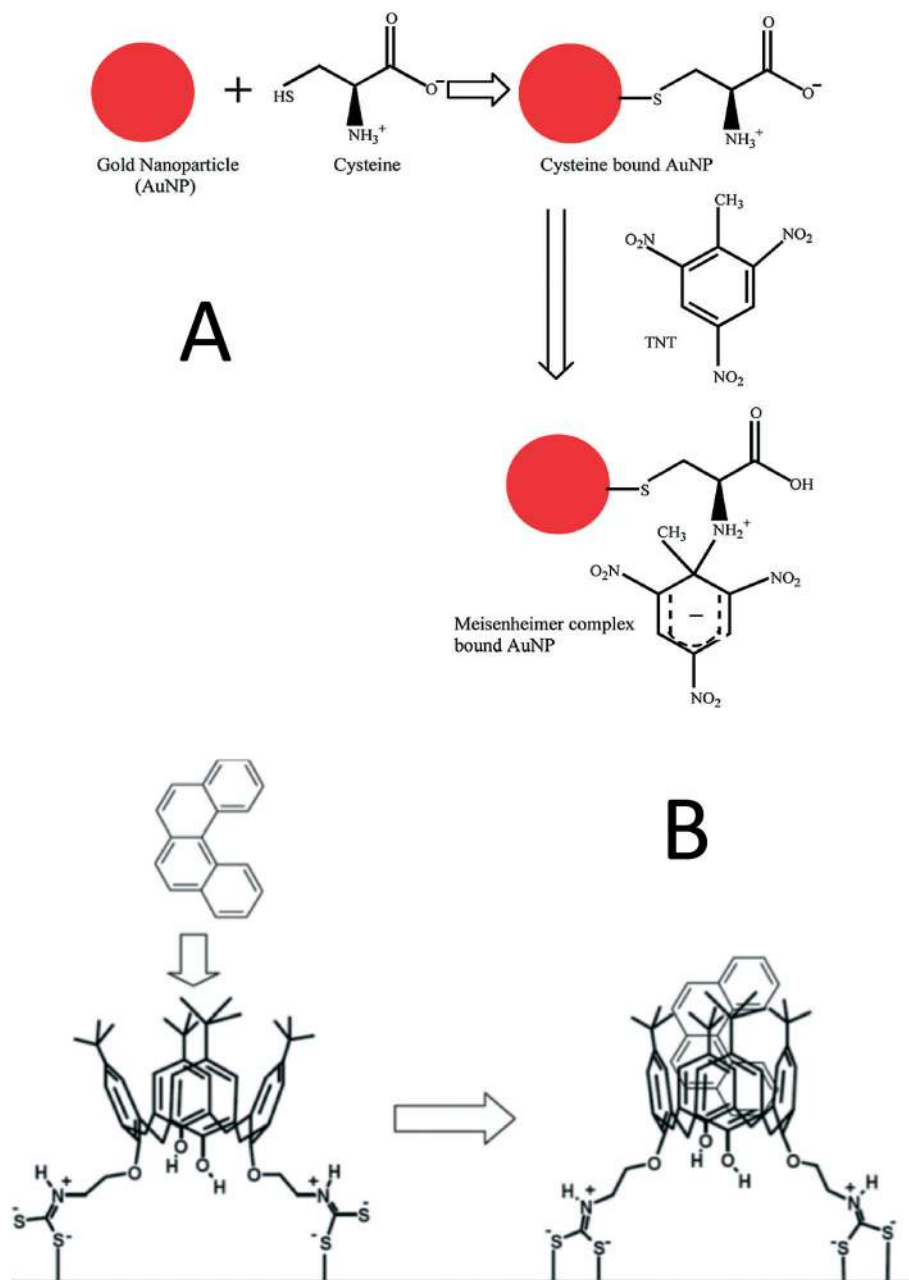 O
HS
O⁻
NH₃⁺
Gold Nanoparticle
(AuNP)
+
Cysteine
O
S
O⁻
NH₃⁺
Cysteine bound AuNP
CH₃
O₂N
NO₂
TNT
NO₂
A
O
S
OH
NH₂⁺
CH₃
O₂N
NO₂
−
Meisenheimer complex
bound AuNP
NO₂
B
O
H
O
H
O
H
N
+
S
S⁻
-
H
N
+
S
S
-
-
O
H
O
H
O
O
H
N
+
S
S
-
-
H
N
+
S
S
-
-